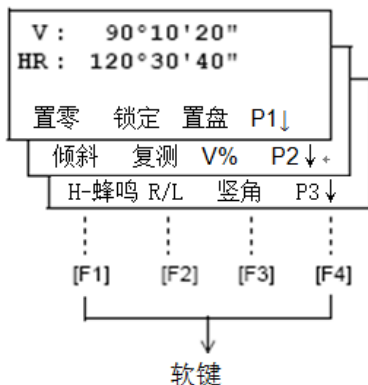 V： 90°10'20"
HR： 120°30'40"
置零 锁定 置盘 P1↓
倾斜 复测 V% P2↓
H-蜂鸣 R/L 竖角 P3↓
[F1] [F2] [F3] [F4]
软键